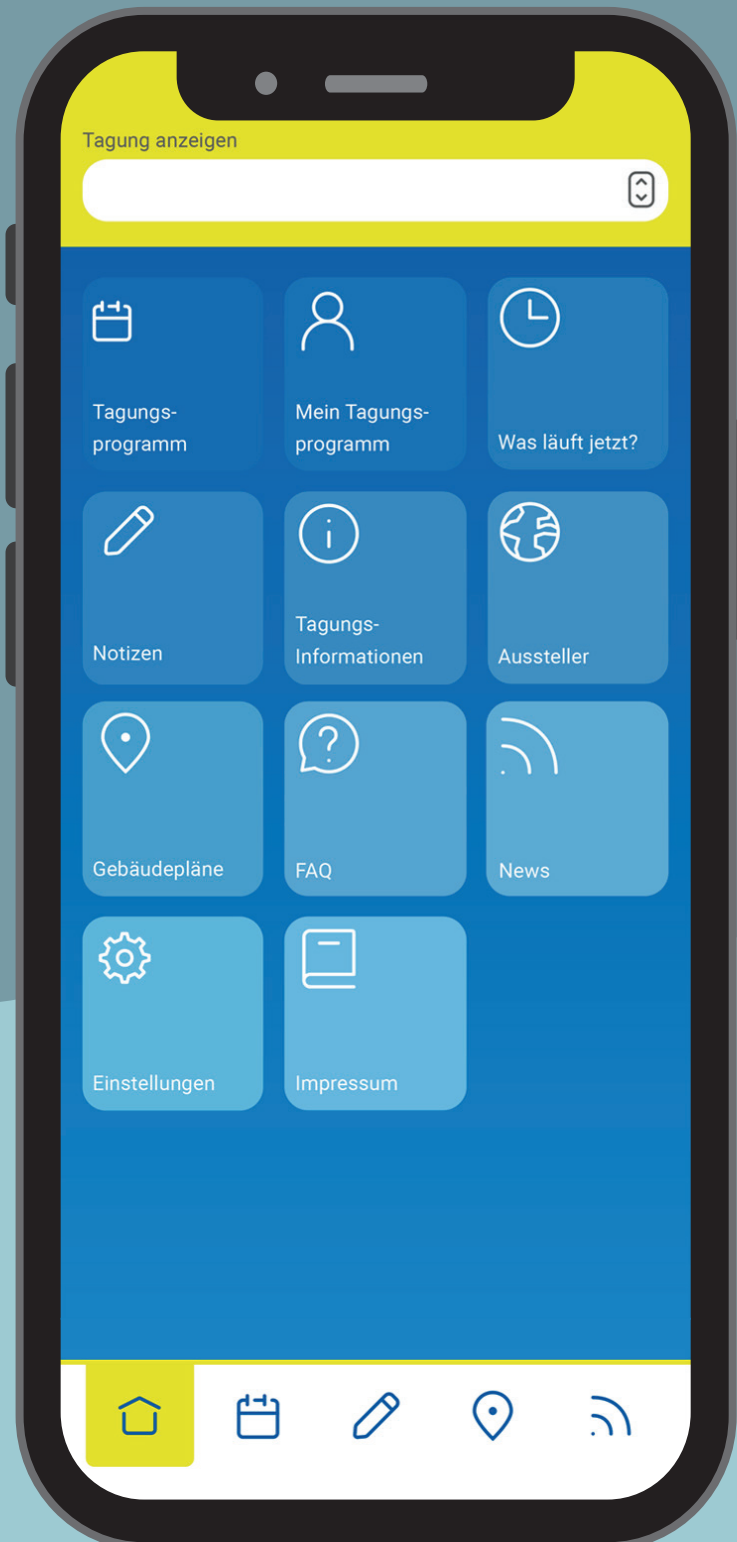 Tagung anzeigen
Tagungs-
programm
Mein Tagungs-
programm
Was läuft jetzt?
Notizen
Tagungs-
Informationen
Aussteller
Gebäudepläne
FAQ
News
Einstellungen
Impressum